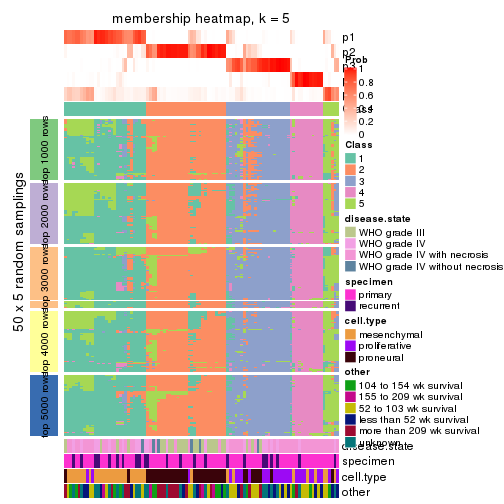 membership heatmap, k = 5
p1
p2
p3
p4
Prob
1
0.8
0.6
0.4
0.2
0
Class
Class
1
2
3
4
5
disease.state
WHO grade III
WHO grade IV
WHO grade IV with necrosis
WHO grade IV without necrosis
specimen
primary
recurrent
cell.type
mesenchymal
proliferative
proneural
other
104 to 154 wk survival
155 to 209 wk survival
52 to 103 wk survival
less than 52 wk survival
more than 209 wk survival
unknown
disease.state
specimen
cell.type
other
50 x 5 random samplings
top 1000 rows
top 2000 rows
top 3000 rows
top 4000 rows
top 5000 rows